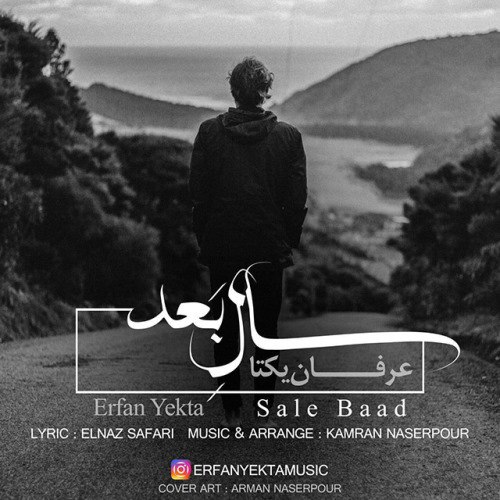 سالِ بَعد
عرفان یکتا
Erfan Yekta Sale Baad
LYRIC : ELNAZ SAFARI MUSIC & ARRANGE : KAMRAN NASERPOUR
ERFANYEKTAMUSIC
COVER ART : ARMAN NASERPOUR